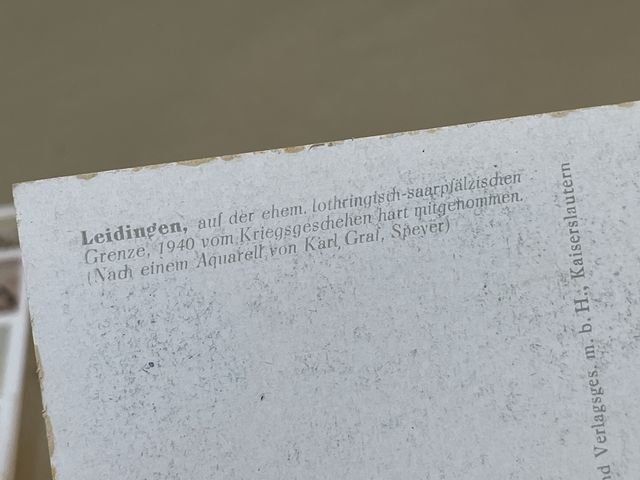 Leidingen, auf der ehem. lothringisch-saarpfälzischen
Grenze, 1940 vom Kriegsgeschehen hart mitgenommen.
(Nach einem Aquarell von Karl Graf, Speyer)
nd Verlagsges. m. b. H., Kaiserslautern